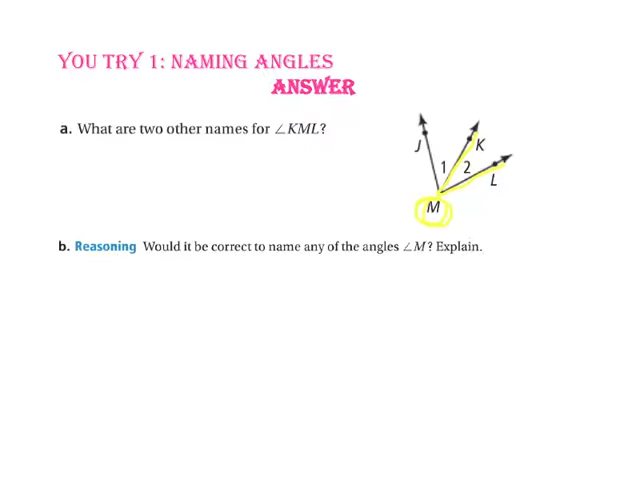 YOU TRY 1: NAMING ANGLES
ANSWER
a. What are two other names for ∠KML?
J
K
1
2
L
M
b. Reasoning Would it be correct to name any of the angles ∠M? Explain.